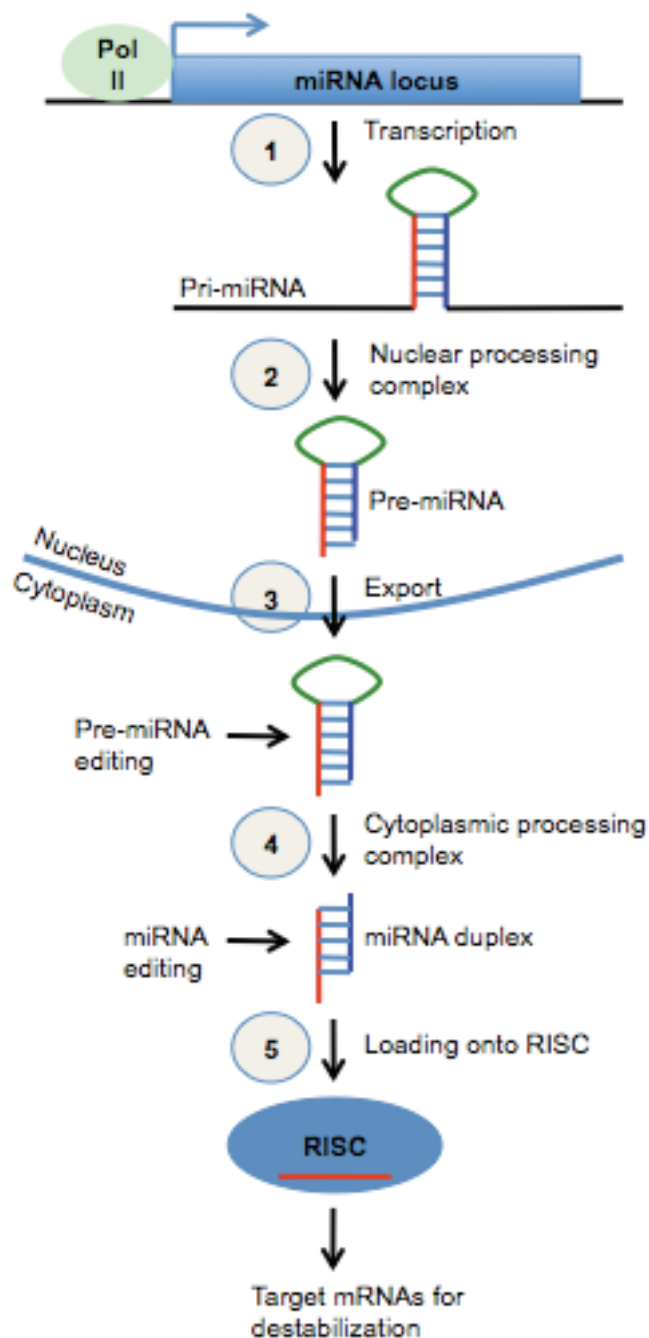 Pol
II
miRNA locus
1
Transcription
Pri-miRNA
2
Nuclear processing
complex
Pre-miRNA
Nucleus
Cytoplasm
3
Export
Pre-miRNA
editing
4
Cytoplasmic processing
complex
miRNA
editing
miRNA duplex
5
Loading onto RISC
RISC
Target mRNAs for
destabilization